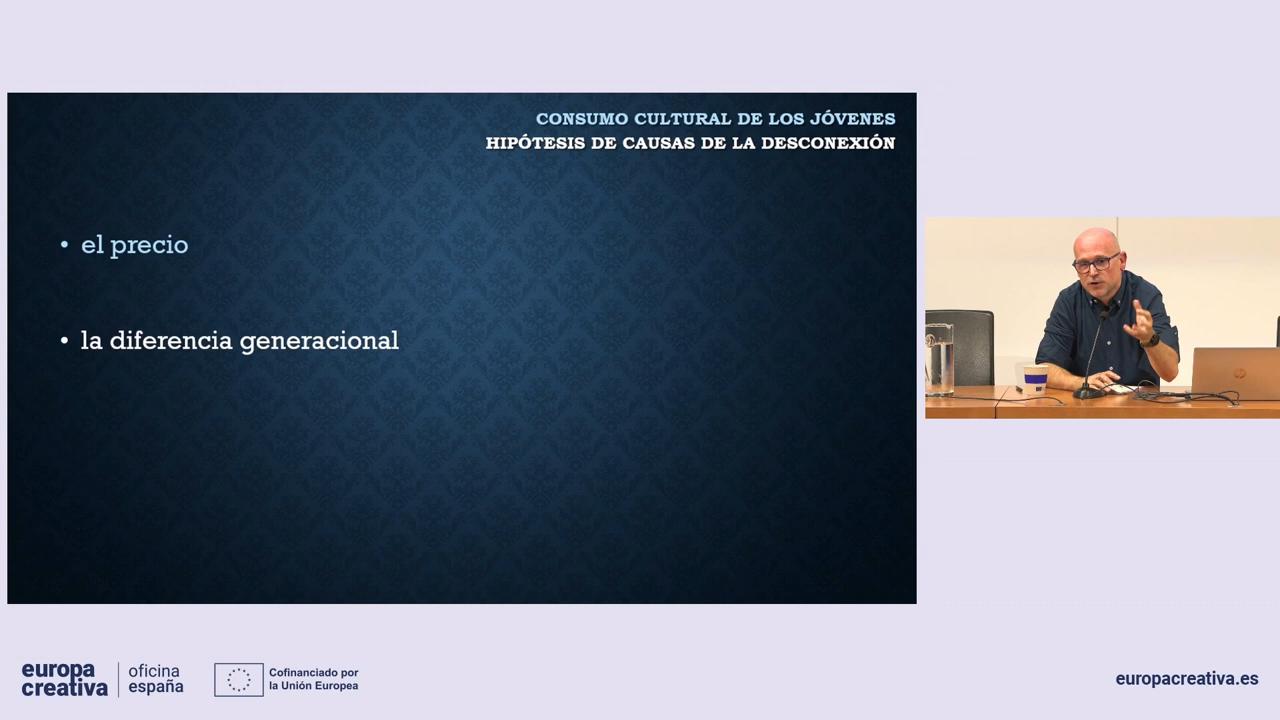 CONSUMO CULTURAL DE LOS JÓVENES
HIPÓTESIS DE CAUSAS DE LA DESCONEXIÓN
• el precio
• la diferencia generacional
europa
creativa
oficina
españa
Cofinanciado por
la Unión Europea
europacreativa.es